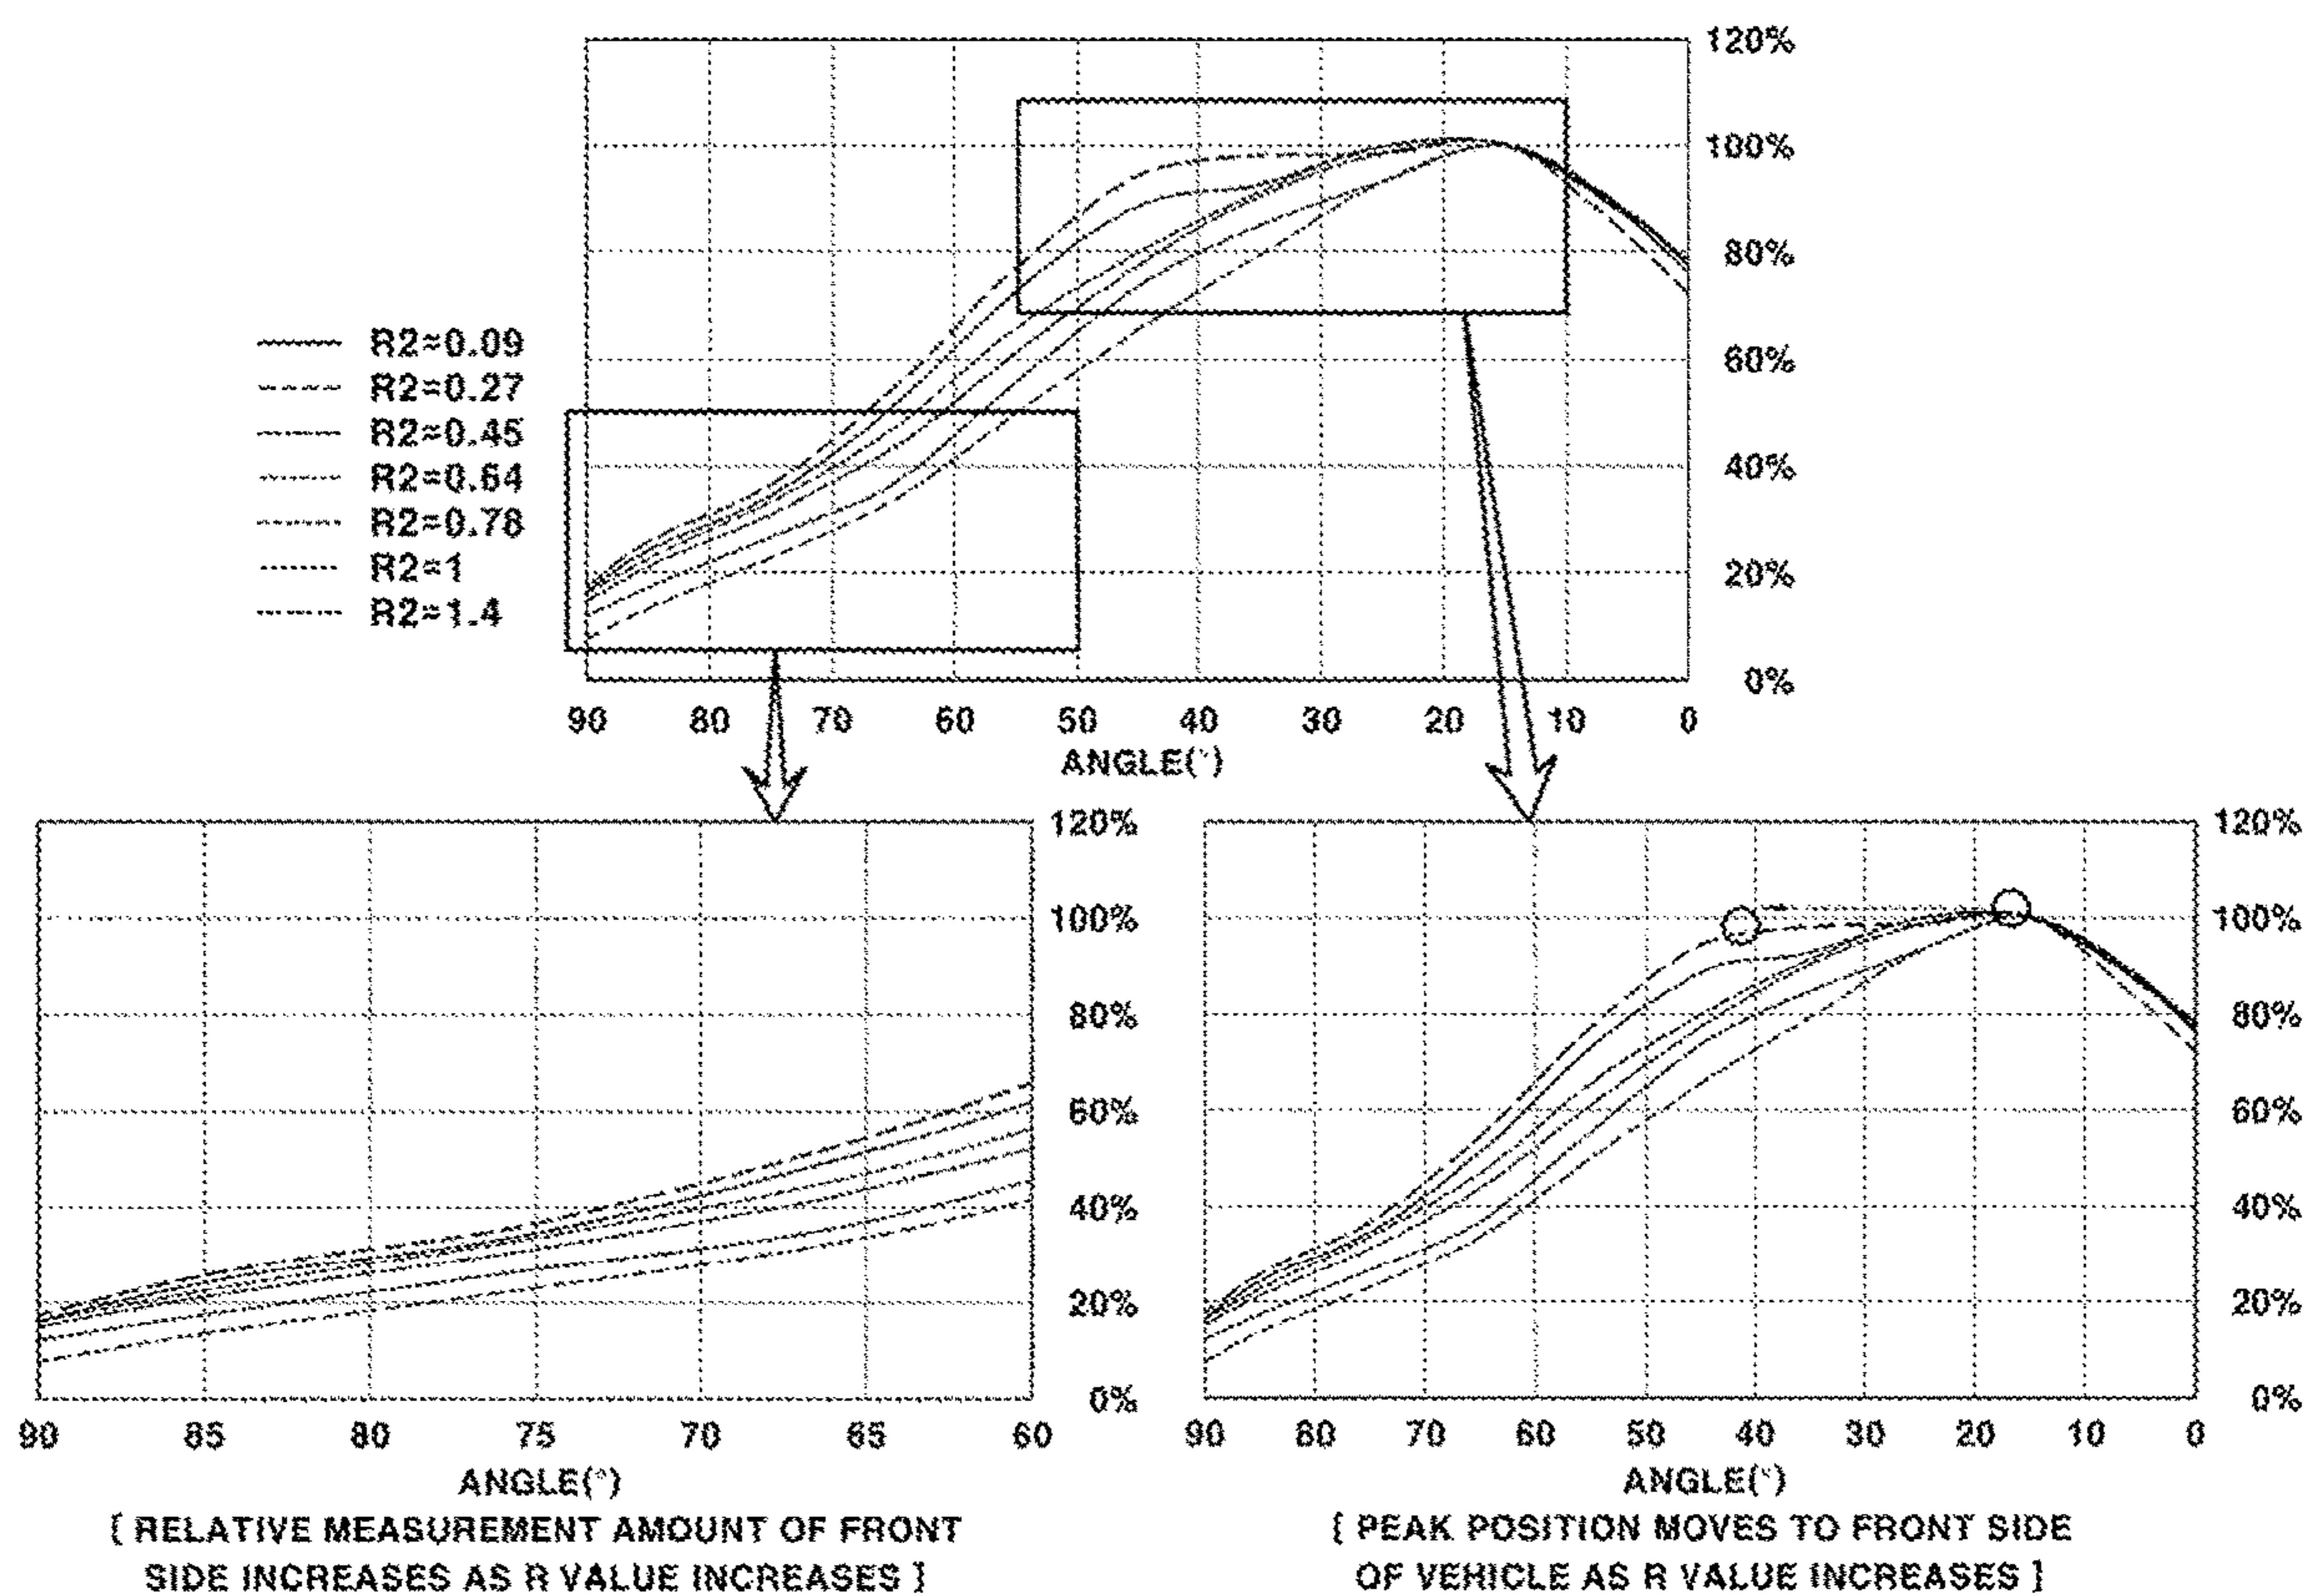 120%
100%
80%
60%
40%
20%
0%
R2=0.09
R2=0.27
R2=0.45
R2=0.64
R2=0.78
R2=1
R2=1.4
90 80 70 60 50 40 30 20 10 0
ANGLE(°)
120%
100%
80%
60%
40%
20%
0%
90 85 80 75 70 65 60
ANGLE(°)
[ RELATIVE MEASUREMENT AMOUNT OF FRONT
SIDE INCREASES AS R VALUE INCREASES ]
120%
100%
80%
60%
40%
20%
0%
90 80 70 60 50 40 30 20 10 0
ANGLE(°)
[ PEAK POSITION MOVES TO FRONT SIDE
OF VEHICLE AS R VALUE INCREASES ]